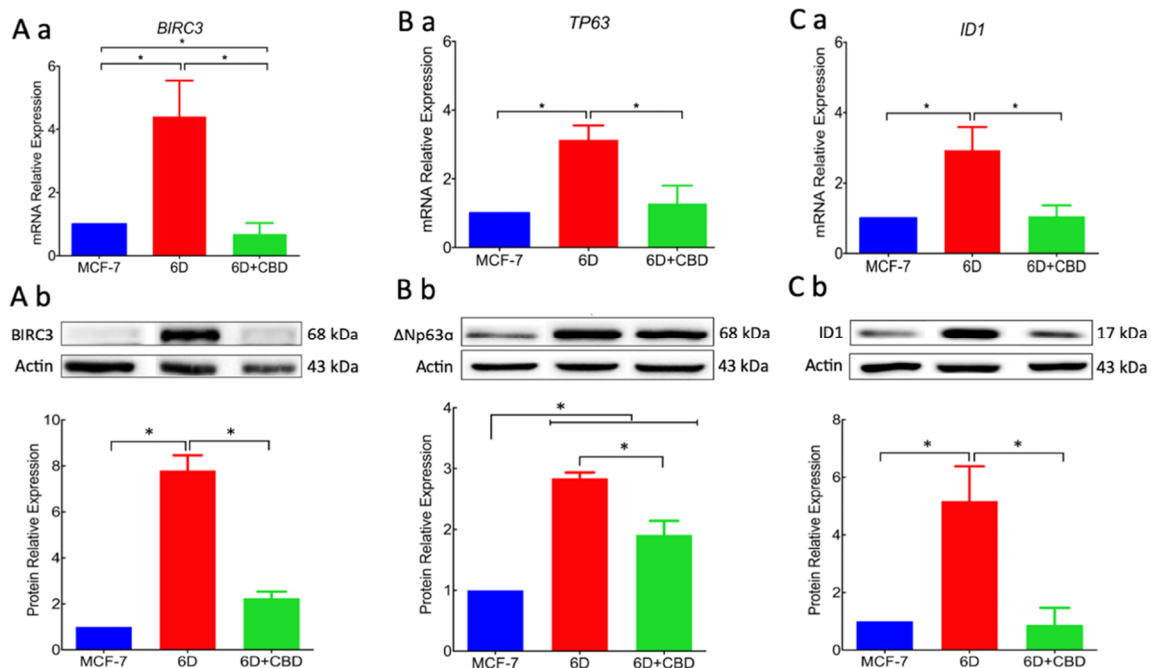 A a
BIRC3
*
* *
mRNA Relative Expression
6
4
2
0
MCF-7 6D 6D+CBD
B a
TP63
* *
mRNA Relative Expression
6
4
2
0
MCF-7 6D 6D+CBD
C a
ID1
* *
mRNA Relative Expression
6
4
2
0
MCF-7 6D 6D+CBD
A b
BIRC3 68 kDa
Actin 43 kDa
Protein Relative Expression
10
8
6
4
2
0
* *
MCF-7 6D 6D+CBD
B b
ΔNp63α 68 kDa
Actin 43 kDa
Protein Relative Expression
4
3
2
1
0
*
*
MCF-7 6D 6D+CBD
C b
ID1 17 kDa
Actin 43 kDa
Protein Relative Expression
8
6
4
2
0
* *
MCF-7 6D 6D+CBD